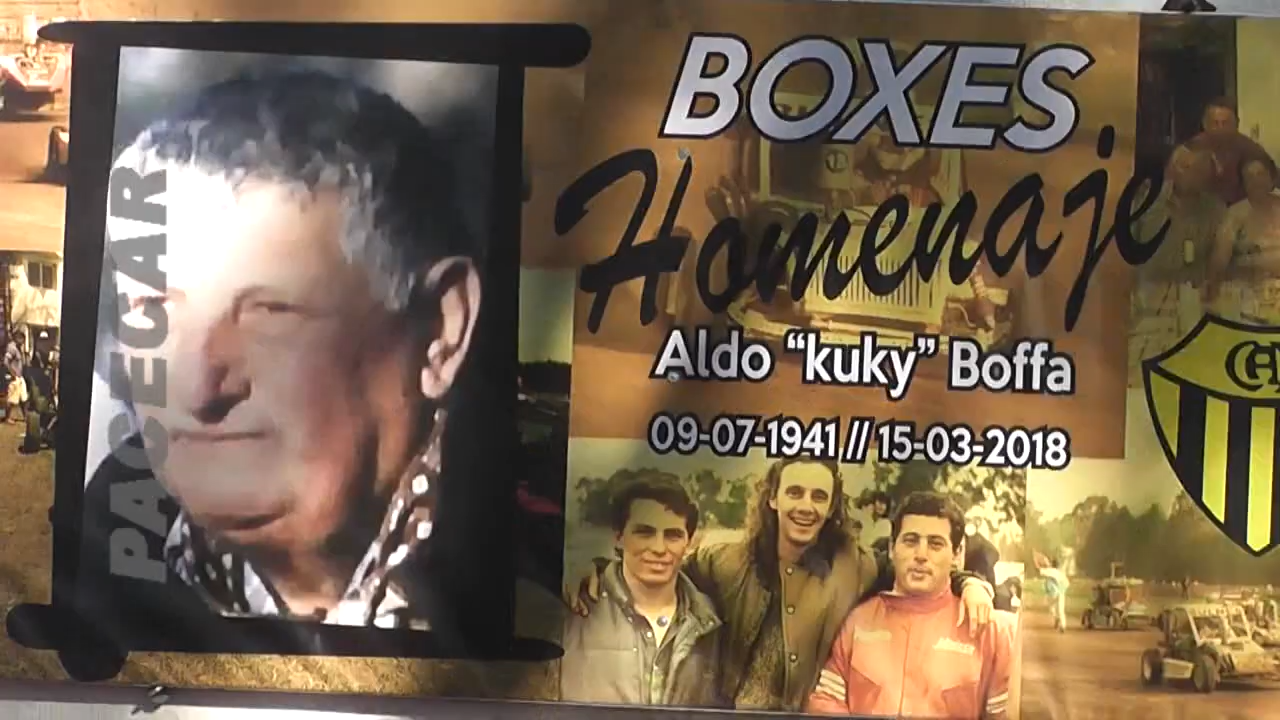 PACECAR
BOXES
Homenaje
Aldo “kuky” Boffa
09-07-1941 // 15-03-2018